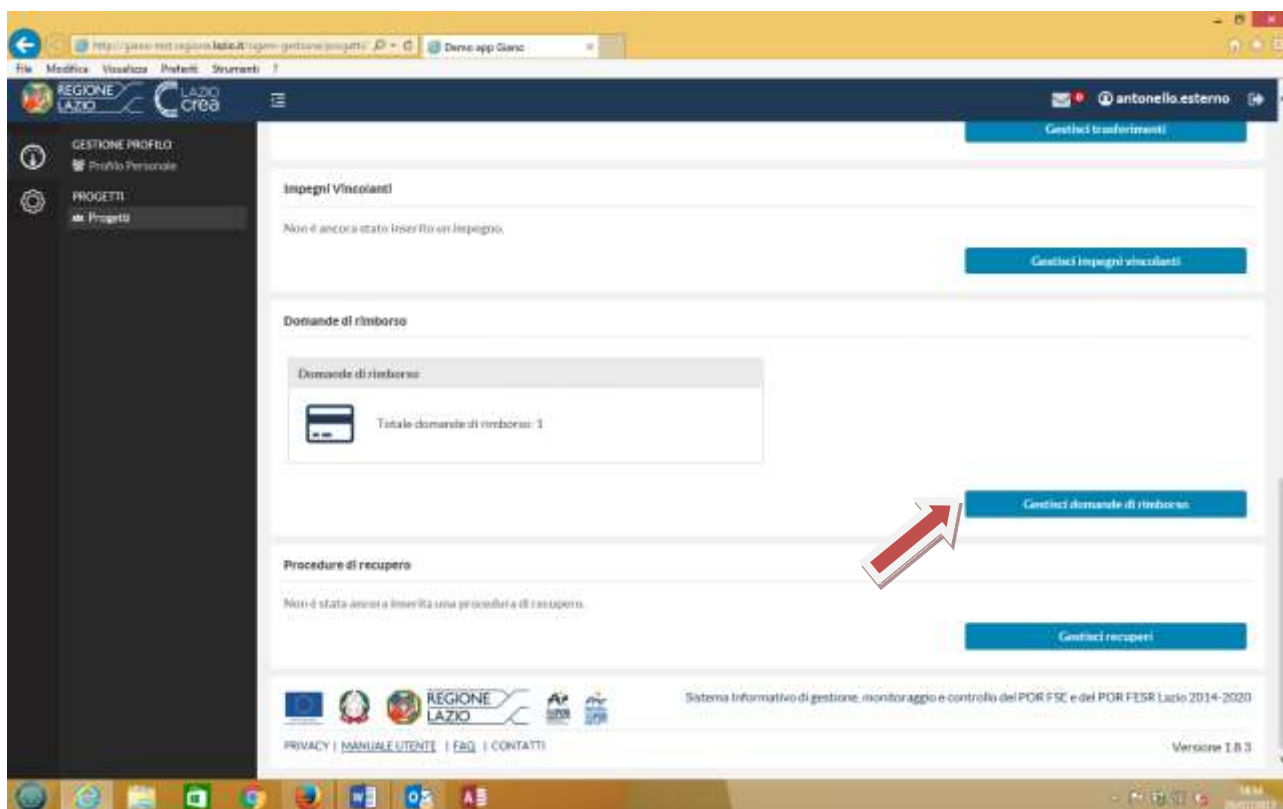 Demo app Giano
File Modifica Visualizza Preferiti Strumenti ?
REGIONE LAZIO
LAZIO crea
antonello.esterno
GESTIONE PROFILO
Profilo Personale
PROGETTI
Progetti
Gestisci trasferimenti
Impegni Vincolanti
Non è ancora stato inserito un impegno.
Gestisci impegni vincolanti
Domande di rimborso
Domande di rimborso
Totale domande di rimborso: 1
Gestisci domande di rimborso
Procedure di recupero
Non è stata ancora inserita una procedura di recupero.
Gestisci recuperi
REGIONE LAZIO
Sistema Informativo di gestione, monitoraggio e controllo del POR FSE e del POR FESR Lazio 2014-2020
PRIVACY | MANUALE UTENTE | FAQ | CONTATTI
Versione 1.8.3